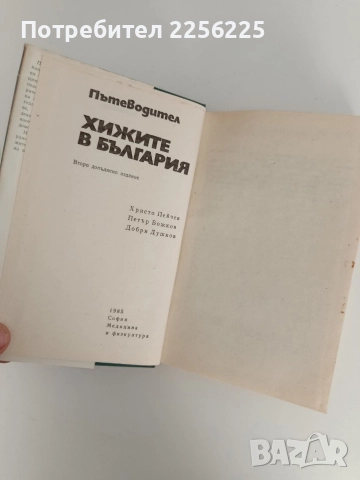 Потребител 2256225
Пътеводител
ХИЖИТЕ
В БЪЛГАРИЯ
Второ допълнено издание
Христо Пейчев
Петър Божков
Добри Душков
1985
София
Медицина
и физкултура
BAZAR
.bg